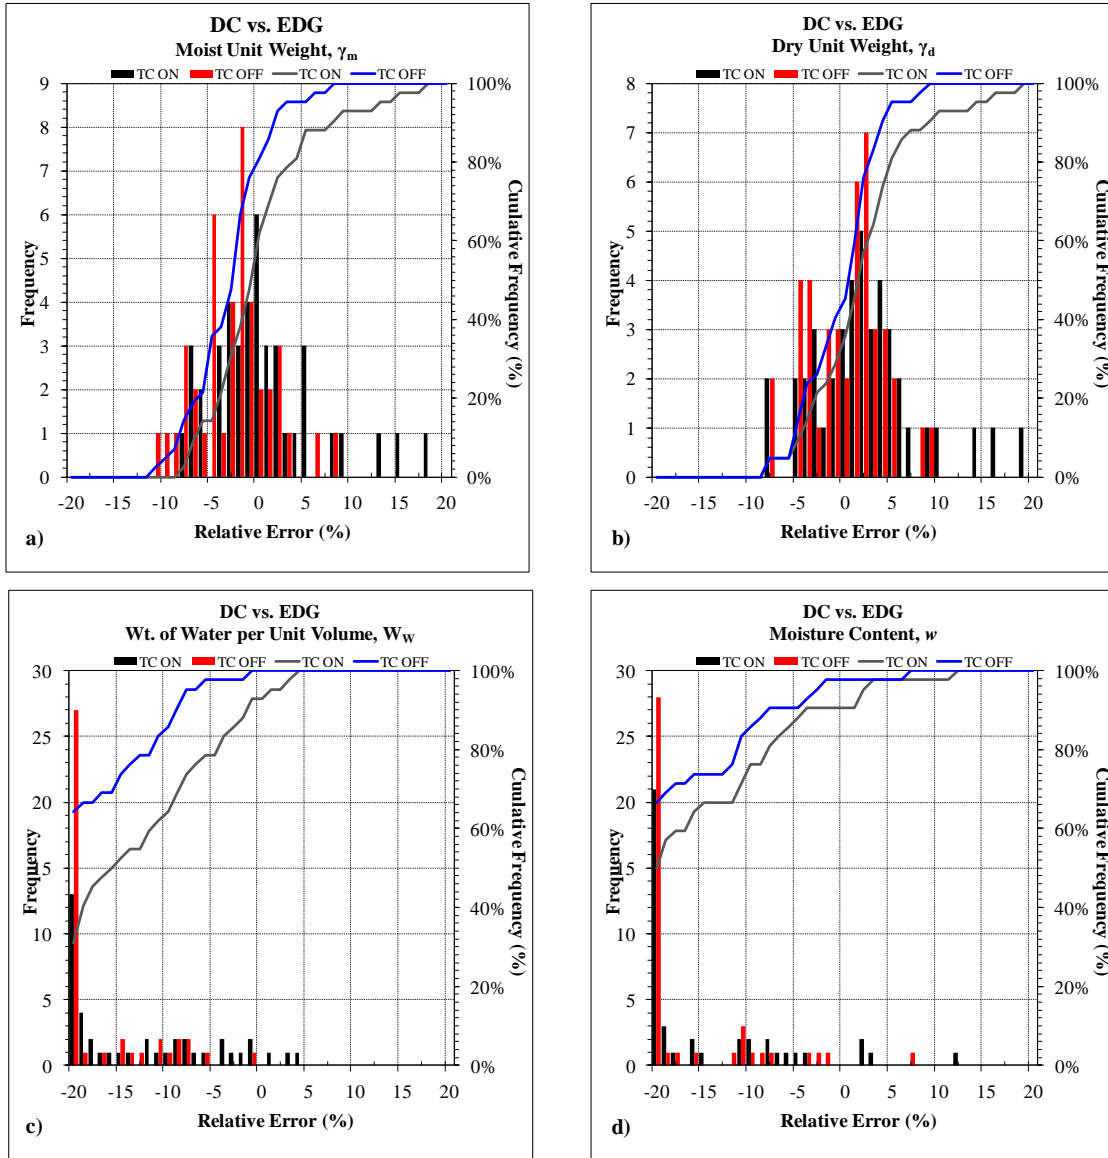 DC vs. EDG
Moist Unit Weight, γm
TC ON TC OFF TC ON TC OFF
9
8
7
6
5
4
3
2
1
0
Frequency
100%
80%
60%
40%
20%
0%
Cuulative Frequency (%)
-20 -15 -10 -5 0 5 10 15 20
Relative Error (%)
a)
DC vs. EDG
Dry Unit Weight, γd
TC ON TC OFF TC ON TC OFF
8
7
6
5
4
3
2
1
0
Frequency
100%
80%
60%
40%
20%
0%
Cuulative Frequency (%)
-20 -15 -10 -5 0 5 10 15 20
Relative Error (%)
b)
DC vs. EDG
Wt. of Water per Unit Volume, WW
TC ON TC OFF TC ON TC OFF
30
25
20
15
10
5
0
Frequency
100%
80%
60%
40%
20%
0%
Cuulative Frequency (%)
-20 -15 -10 -5 0 5 10 15 20
Relative Error (%)
c)
DC vs. EDG
Moisture Content, w
TC ON TC OFF TC ON TC OFF
30
25
20
15
10
5
0
Frequency
100%
80%
60%
40%
20%
0%
Cuulative Frequency (%)
-20 -15 -10 -5 0 5 10 15 20
Relative Error (%)
d)